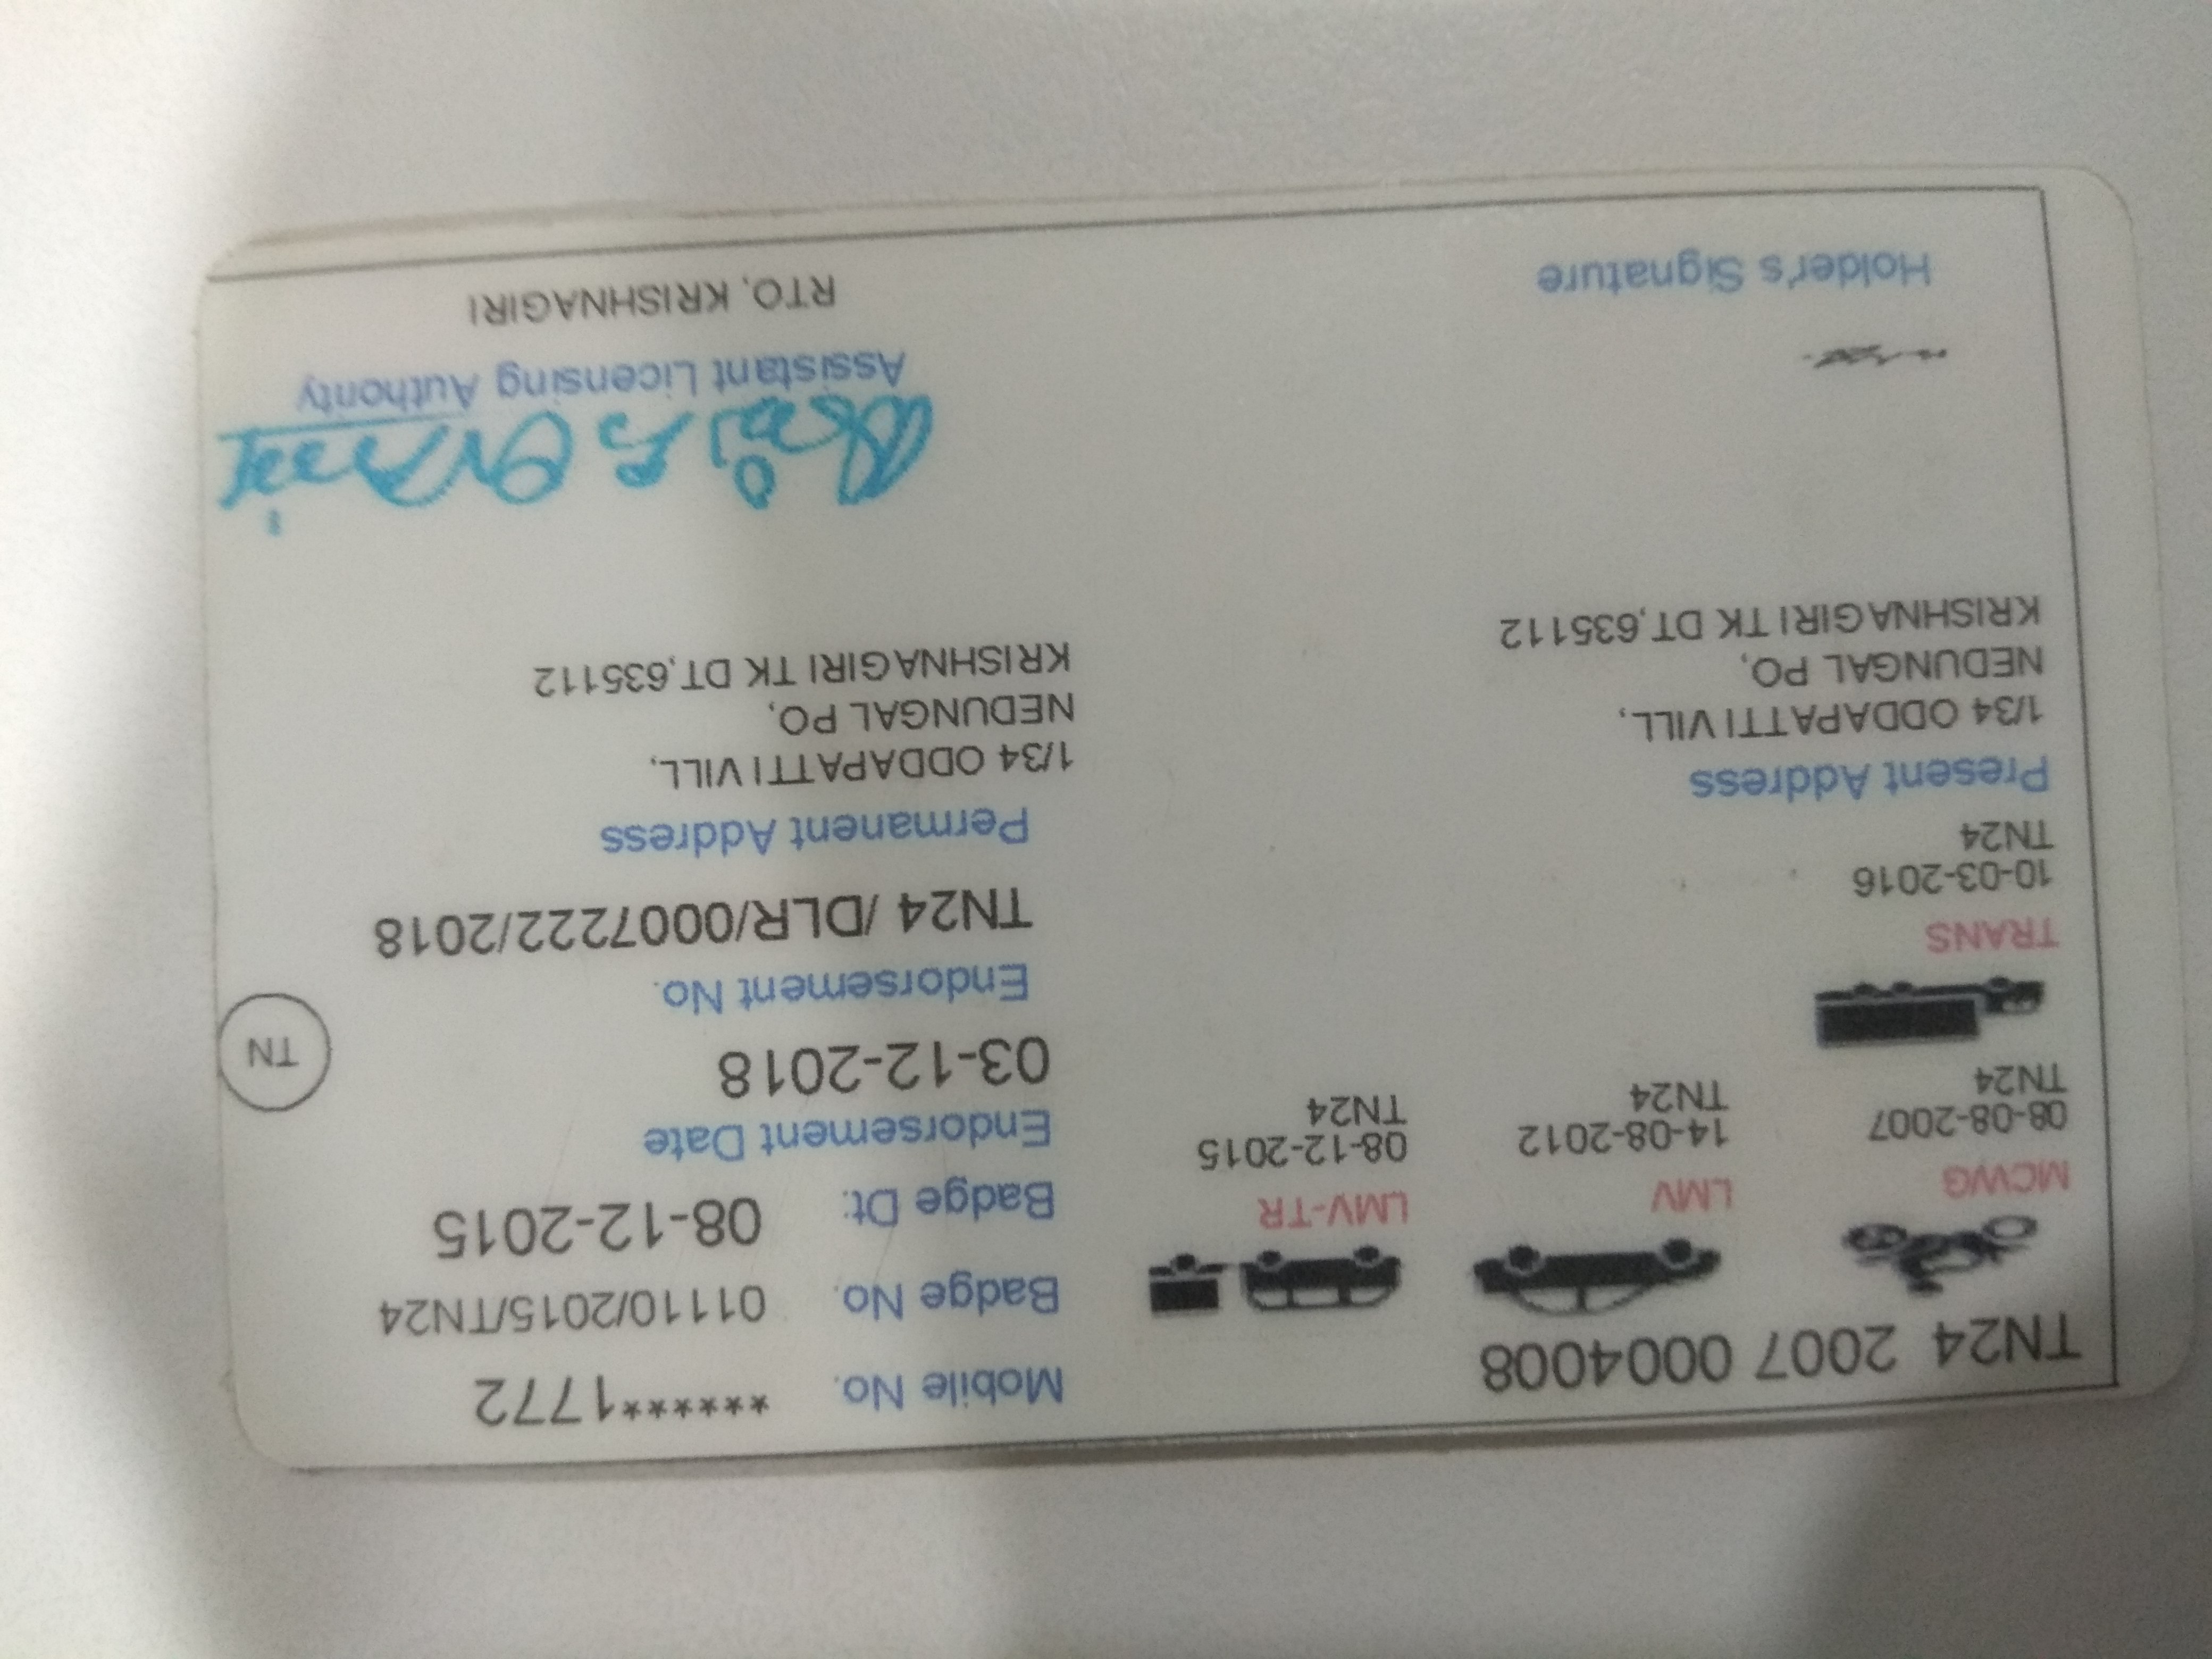 TN24 2007 0004008
MCWG
08-08-2007
TN24
LMV
14-08-2012
TN24
LMV-TR
08-12-2015
TN24
TRANS
10-03-2016
TN24
Present Address
1/34 ODDAPATTI VILL,
NEDUNGAL PO,
KRISHNAGIRI TK DT,635112
Holder's Signature
Mobile No. ******1772
Badge No. 01110/2015/TN24
Badge Dt: 08-12-2015
Endorsement Date
03-12-2018
TN
Endorsement No.
TN24 /DLR/0007222/2018
Permanent Address
1/34 ODDAPATTI VILL,
NEDUNGAL PO,
KRISHNAGIRI TK DT,635112
Assistant Licensing Authority
RTO, KRISHNAGIRI